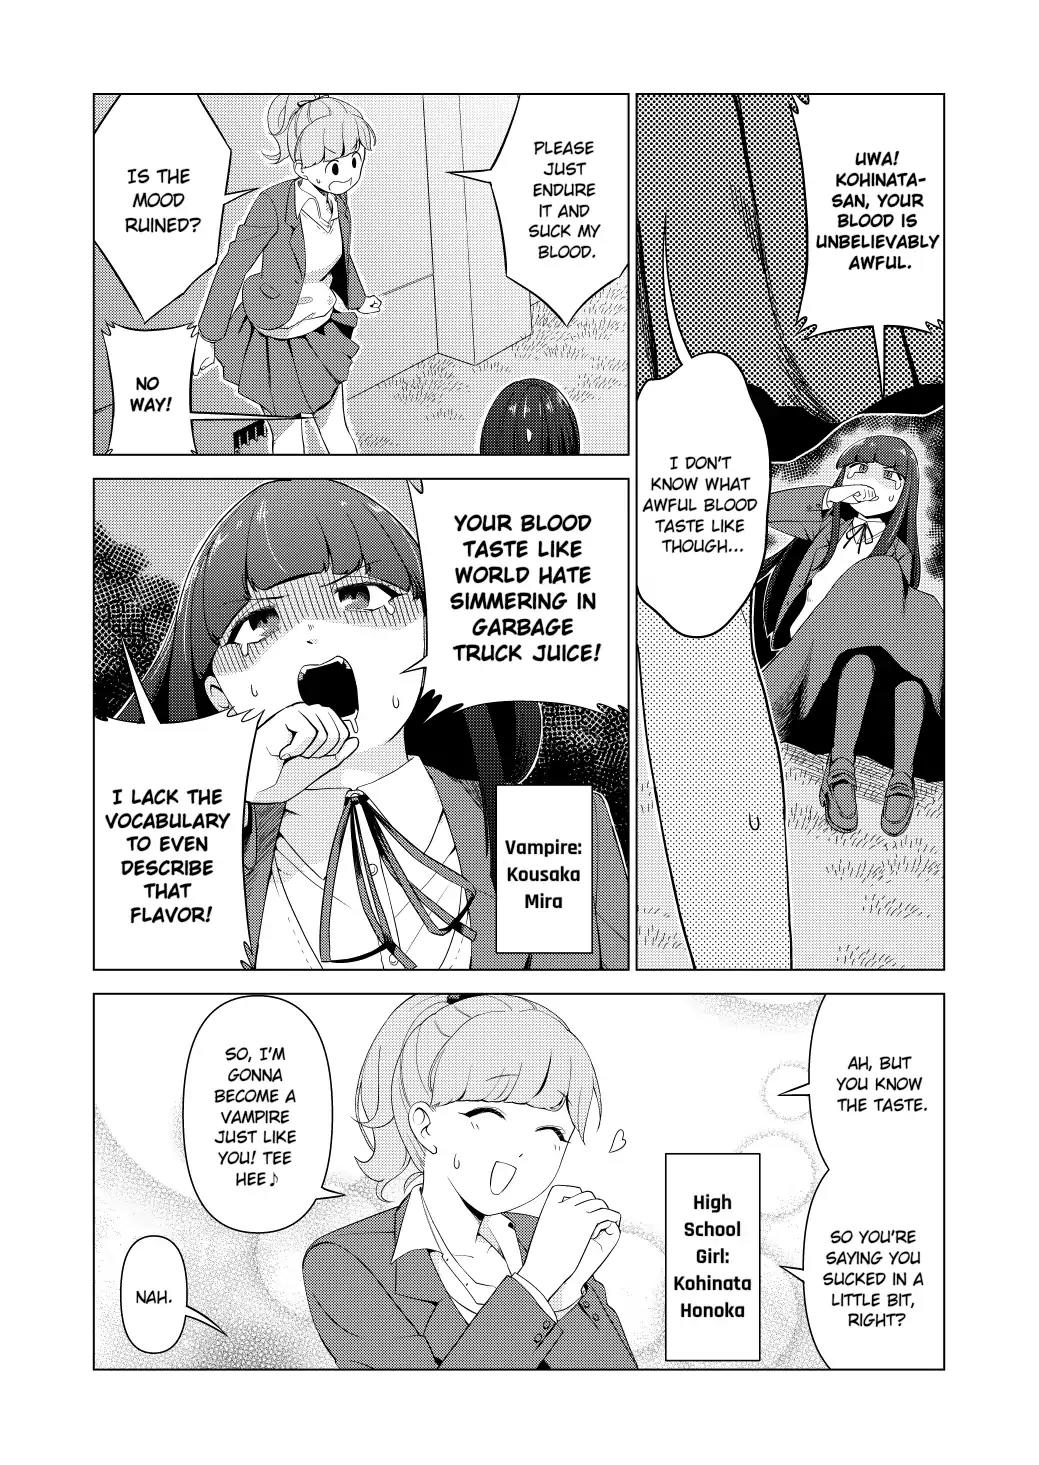 UWA!
KOHINATA-
SAN, YOUR
BLOOD IS
UNBELIEVABLY
AWFUL.
I DON'T
KNOW WHAT
AWFUL BLOOD
TASTE LIKE
THOUGH...
PLEASE
JUST
ENDURE
IT AND
SUCK MY
BLOOD.
IS THE
MOOD
RUINED?
NO
WAY!
YOUR BLOOD
TASTE LIKE
WORLD HATE
SIMMERING IN
GARBAGE
TRUCK JUICE!
I LACK THE
VOCABULARY
TO EVEN
DESCRIBE
THAT
FLAVOR!
Vampire:
Kousaka
Mira
AH, BUT
YOU KNOW
THE TASTE.
SO YOU'RE
SAYING YOU
SUCKED IN A
LITTLE BIT,
RIGHT?
High
School
Girl:
Kohinata
Honoka
SO, I'M
GONNA
BECOME A
VAMPIRE
JUST LIKE
YOU! TEE
HEE♪
NAH.